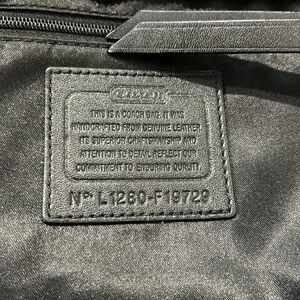 COACH
THIS IS A COACH BAG. IT WAS
HANDCRAFTED FROM GENUINE LEATHER.
ITS SUPERIOR CRAFTSMANSHIP AND
ATTENTION TO DETAIL REFLECT OUR
COMMITMENT TO ENDURING QUALITY.
Nº L1280-F19729